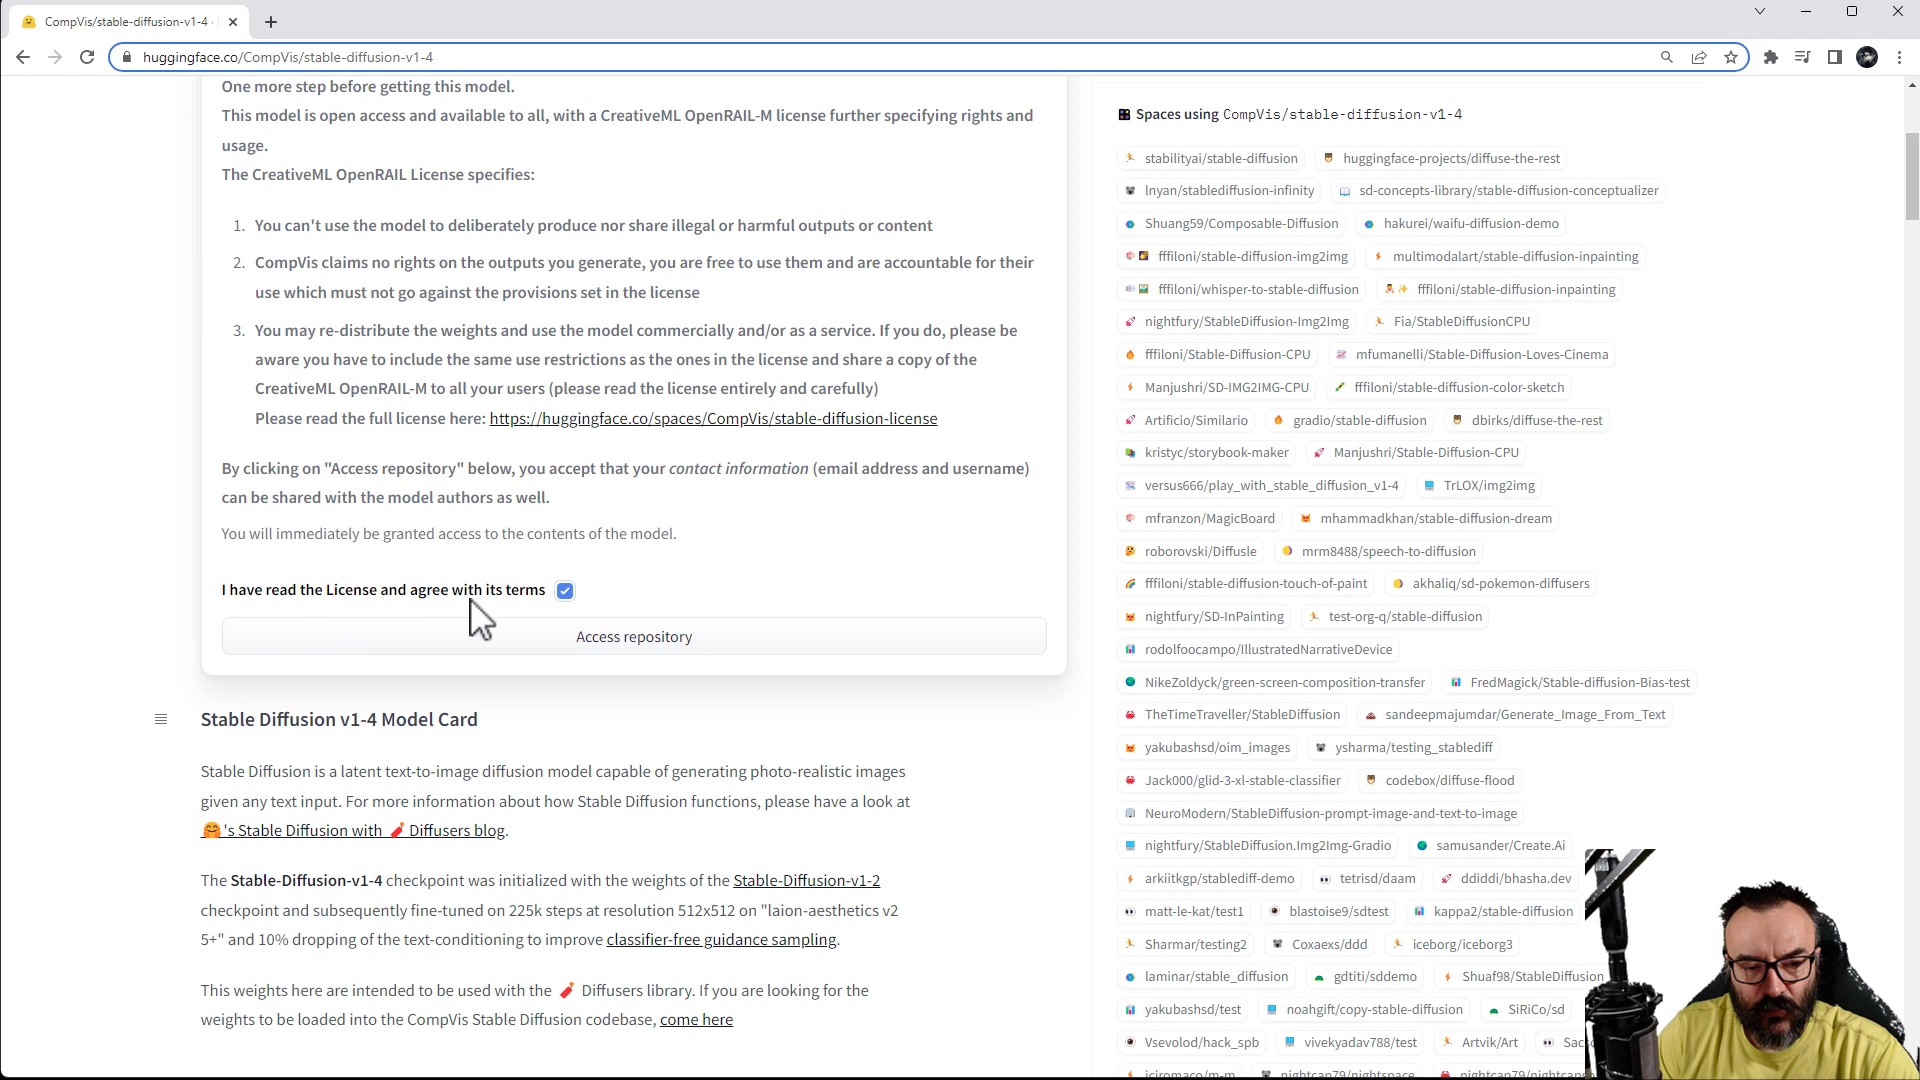 CompVis/stable-diffusion-v1-4 ·
huggingface.co/CompVis/stable-diffusion-v1-4
One more step before getting this model.
This model is open access and available to all, with a CreativeML OpenRAIL-M license further specifying rights and
usage.
The CreativeML OpenRAIL License specifies:
1. You can't use the model to deliberately produce nor share illegal or harmful outputs or content
2. CompVis claims no rights on the outputs you generate, you are free to use them and are accountable for their
use which must not go against the provisions set in the license
3. You may re-distribute the weights and use the model commercially and/or as a service. If you do, please be
aware you have to include the same use restrictions as the ones in the license and share a copy of the
CreativeML OpenRAIL-M to all your users (please read the license entirely and carefully)
Please read the full license here: https://huggingface.co/spaces/CompVis/stable-diffusion-license
By clicking on "Access repository" below, you accept that your contact information (email address and username)
can be shared with the model authors as well.
You will immediately be granted access to the contents of the model.
I have read the License and agree with its terms
Access repository
Stable Diffusion v1-4 Model Card
Stable Diffusion is a latent text-to-image diffusion model capable of generating photo-realistic images
given any text input. For more information about how Stable Diffusion functions, please have a look at
🤗's Stable Diffusion with 🧨Diffusers blog.
The Stable-Diffusion-v1-4 checkpoint was initialized with the weights of the Stable-Diffusion-v1-2
checkpoint and subsequently fine-tuned on 225k steps at resolution 512x512 on "laion-aesthetics v2
5+" and 10% dropping of the text-conditioning to improve classifier-free guidance sampling.
This weights here are intended to be used with the 🧨 Diffusers library. If you are looking for the
weights to be loaded into the CompVis Stable Diffusion codebase, come here
Spaces using CompVis/stable-diffusion-v1-4
stabilityai/stable-diffusion huggingface-projects/diffuse-the-rest
lnyan/stablediffusion-infinity sd-concepts-library/stable-diffusion-conceptualizer
Shuang59/Composable-Diffusion hakurei/waifu-diffusion-demo
fffiloni/stable-diffusion-img2img multimodalart/stable-diffusion-inpainting
fffiloni/whisper-to-stable-diffusion fffiloni/stable-diffusion-inpainting
nightfury/StableDiffusion-Img2Img Fia/StableDiffusionCPU
fffiloni/Stable-Diffusion-CPU mfumanelli/Stable-Diffusion-Loves-Cinema
Manjushri/SD-IMG2IMG-CPU fffiloni/stable-diffusion-color-sketch
Artificio/Similario gradio/stable-diffusion dbirks/diffuse-the-rest
kristyc/storybook-maker Manjushri/Stable-Diffusion-CPU
versus666/play_with_stable_diffusion_v1-4 TrLOX/img2img
mfranzon/MagicBoard mhammadkhan/stable-diffusion-dream
roborovski/Diffusle mrm8488/speech-to-diffusion
fffiloni/stable-diffusion-touch-of-paint akhaliq/sd-pokemon-diffusers
nightfury/SD-InPainting test-org-q/stable-diffusion
rodolfoocampo/IllustratedNarrativeDevice
NikeZoldyck/green-screen-composition-transfer FredMagick/Stable-diffusion-Bias-test
TheTimeTraveller/StableDiffusion sandeepmajumdar/Generate_Image_From_Text
yakubashsd/oim_images ysharma/testing_stablediff
Jack000/glid-3-xl-stable-classifier codebox/diffuse-flood
NeuroModern/StableDiffusion-prompt-image-and-text-to-image
nightfury/StableDiffusion.Img2Img-Gradio samusander/Create.Ai
arkiitkgp/stablediff-demo tetrisd/daam ddiddi/bhasha.dev
matt-le-kat/test1 blastoise9/sdtest kappa2/stable-diffusion
Sharmar/testing2 Coxaexs/ddd iceborg/iceborg3
laminar/stable_diffusion gdtiti/sddemo Shuaf98/StableDiffusion
yakubashsd/test noahgift/copy-stable-diffusion SiRiCo/sd
Vsevolod/hack_spb vivekyadav788/test Artvik/Art
iciromaco/m-m nightcap79/nightspace